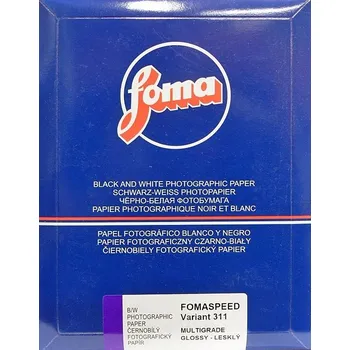 foma
BLACK AND WHITE PHOTOGRAPHIC PAPER
SCHWARZ-WEISS PHOTOPAPIER
ЧЁРНО-БЕЛАЯ ФОТОБУМАГА
PAPIER PHOTOGRAPHIQUE NOIR ET BLANC
PAPEL FOTOGRÁFICO BLANCO Y NEGRO
PAPIER FOTOGRAFICZNY CZARNO-BIAŁY
ČIERNOBIELY FOTOGRAFICKÝ PAPIER
B/W
PHOTOGRAPHIC
PAPER
ČERNOBÍLÝ
FOTOGRAFICKÝ
PAPÍR
FOMASPEED
Variant 311
MULTIGRADE
GLOSSY - LESKLÝ